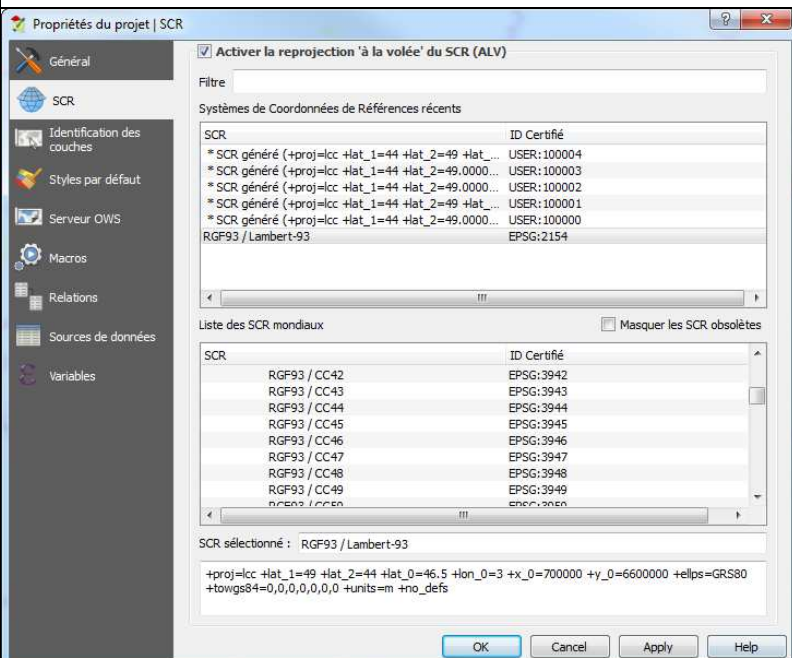 Propriétés du projet | SCR
Général
SCR
Identification des
couches
Styles par défaut
Serveur OWS
Macros
Relations
Sources de données
Variables
Activer la reprojection 'à la volée' du SCR (ALV)
Filtre
Systèmes de Coordonnées de Références récents
SCR ID Certifié
* SCR généré (+proj=lcc +lat_1=44 +lat_2=49 +lat_... USER:100004
* SCR généré (+proj=lcc +lat_1=44 +lat_2=49.0000... USER:100003
* SCR généré (+proj=lcc +lat_1=44 +lat_2=49.0000... USER:100002
* SCR généré (+proj=lcc +lat_1=44 +lat_2=49 +lat_... USER:100001
* SCR généré (+proj=lcc +lat_1=44 +lat_2=49.0000... USER:100000
RGF93 / Lambert-93 EPSG:2154
Liste des SCR mondiaux Masquer les SCR obsolètes
SCR ID Certifié
RGF93 / CC42 EPSG:3942
RGF93 / CC43 EPSG:3943
RGF93 / CC44 EPSG:3944
RGF93 / CC45 EPSG:3945
RGF93 / CC46 EPSG:3946
RGF93 / CC47 EPSG:3947
RGF93 / CC48 EPSG:3948
RGF93 / CC49 EPSG:3949
RGF93 / CC50 EPSG:3950
SCR sélectionné : RGF93 / Lambert-93
+proj=lcc +lat_1=49 +lat_2=44 +lat_0=46.5 +lon_0=3 +x_0=700000 +y_0=6600000 +ellps=GRS80
+towgs84=0,0,0,0,0,0,0 +units=m +no_defs
OK Cancel Apply Help